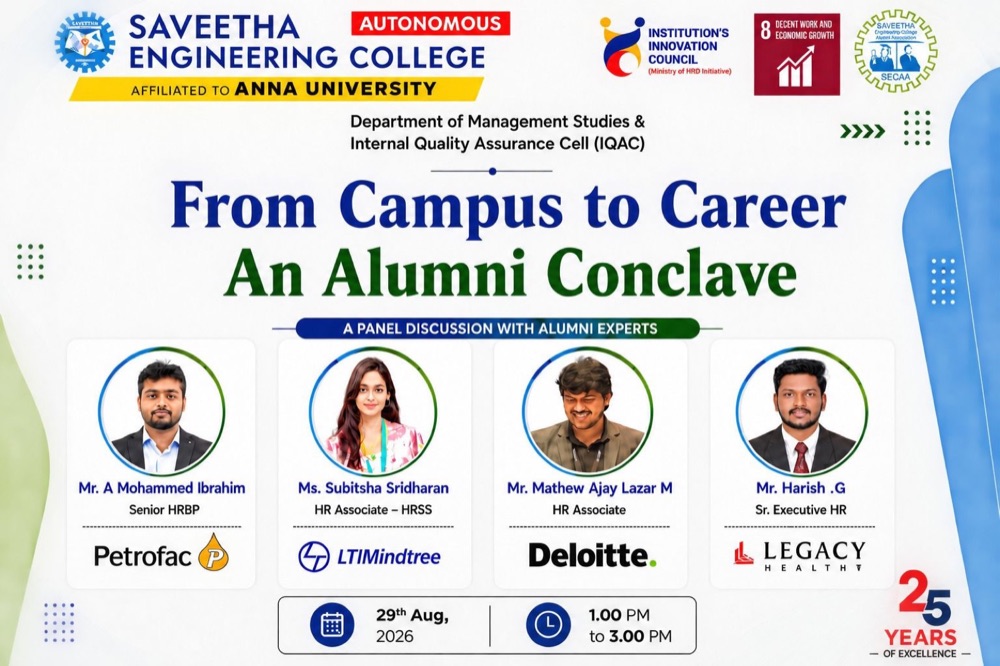 SAVEETHA
ENGINEERING COLLEGE
AUTONOMOUS
AFFILIATED TO ANNA UNIVERSITY
INSTITUTION'S
INNOVATION
COUNCIL
(Ministry of HRD Initiative)
8 DECENT WORK AND
ECONOMIC GROWTH
SAVEETHA
Engineering College
Alumni Association
SECAA
Department of Management Studies &
Internal Quality Assurance Cell (IQAC)
From Campus to Career
An Alumni Conclave
A PANEL DISCUSSION WITH ALUMNI EXPERTS
Mr. A Mohammed Ibrahim
Senior HRBP
Petrofac
Ms. Subitsha Sridharan
HR Associate – HRSS
LTIMindtree
Mr. Mathew Ajay Lazar M
HR Associate
Deloitte.
Mr. Harish .G
Sr. Executive HR
LEGACY
HEALTH
29th Aug,
2026
1.00 PM
to 3.00 PM
25
YEARS
OF EXCELLENCE